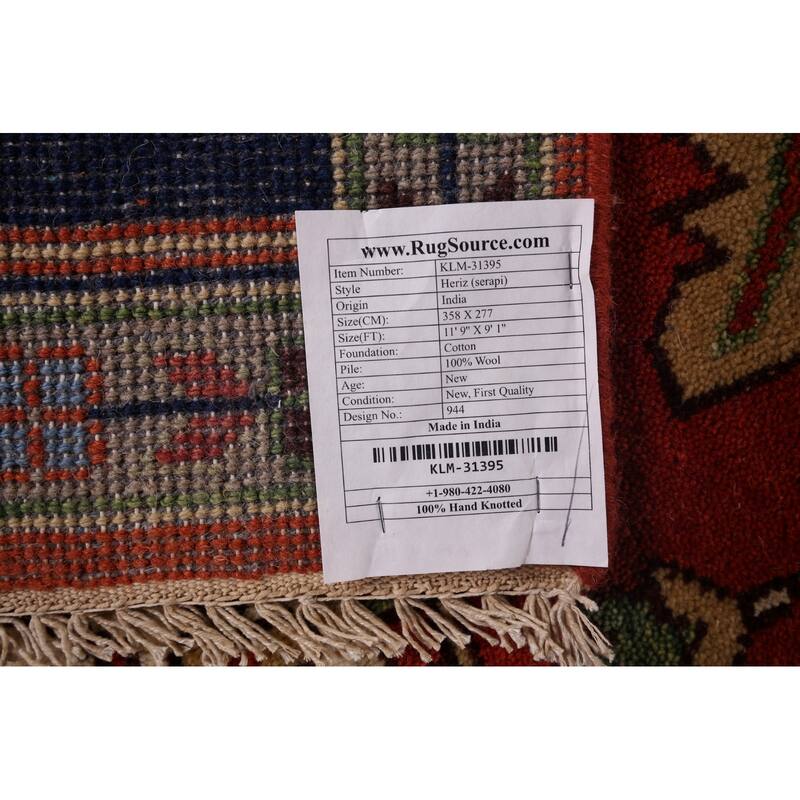 www.RugSource.com
Item Number: KLM-31395
Style Heriz (serapi)
Origin India
Size(CM): 358 X 277
Size(FT): 11' 9" X 9' 1"
Foundation: Cotton
Pile: 100% Wool
Age: New
Condition: New, First Quality
Design No.: 944
Made in India
KLM-31395
+1-980-422-4080
100% Hand Knotted